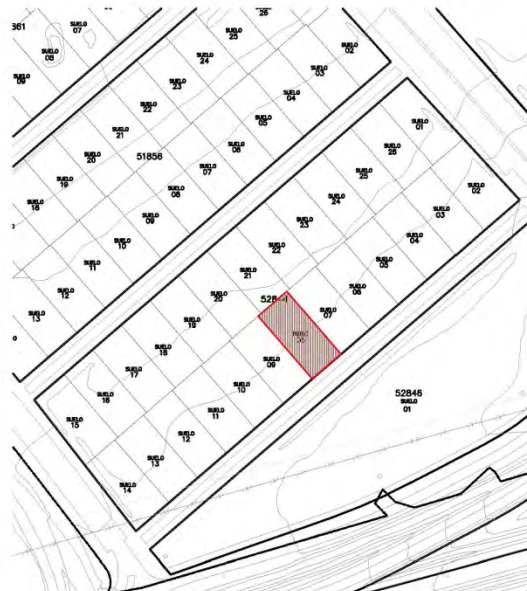 SUELO
07
SUELO
08
SUELO
09
26
SUELO
25
SUELO
24
SUELO
23
SUELO
22
SUELO
21
SUELO
20
SUELO
19
SUELO
18
51856
SUELO
02
SUELO
03
SUELO
04
SUELO
05
SUELO
06
SUELO
07
SUELO
08
SUELO
09
SUELO
10
SUELO
11
SUELO
12
SUELO
13
SUELO
01
SUELO
26
SUELO
25
SUELO
24
SUELO
23
SUELO
22
SUELO
21
SUELO
20
SUELO
19
SUELO
18
SUELO
17
SUELO
16
SUELO
15
SUELO
02
SUELO
03
SUELO
04
SUELO
05
SUELO
06
SUELO
07
SUELO
09
SUELO
10
SUELO
11
SUELO
12
SUELO
13
SUELO
14
52846
SUELO
01